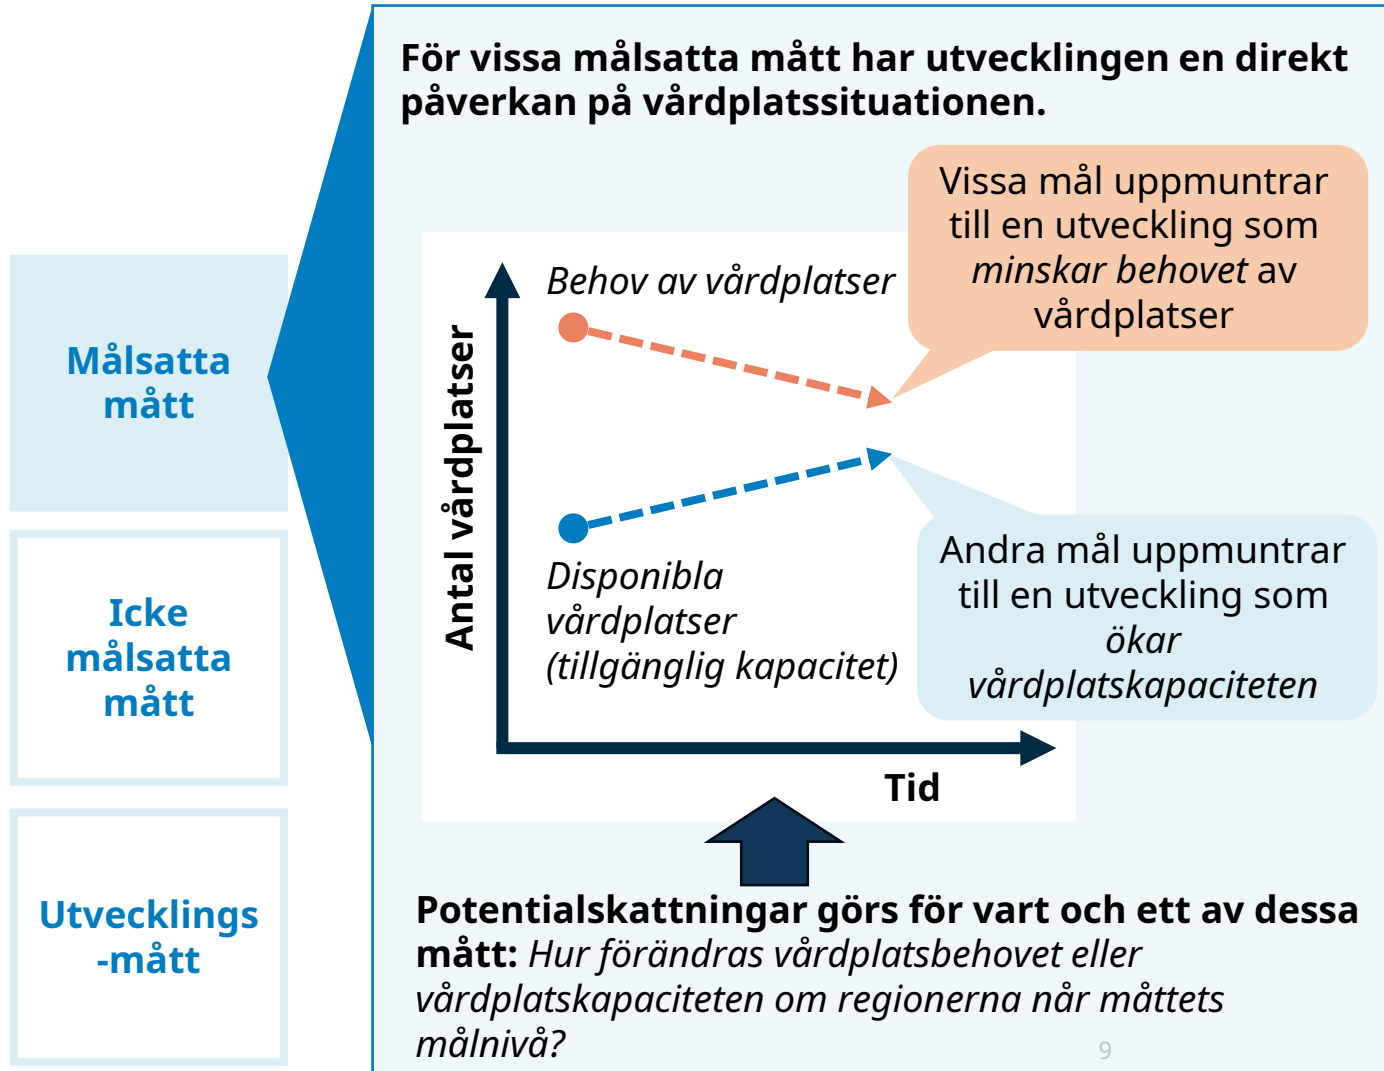 För vissa målsatta mått har utvecklingen en direkt
påverkan på vårdplatssituationen.
Vissa mål uppmuntrar
till en utveckling som
minskar behovet av
vårdplatser
Behov av vårdplatser
Målsatta
mått
Antal vårdplatser
Andra mål uppmuntrar
till en utveckling som
ökar
vårdplatskapaciteten
Disponibla
vårdplatser
(tillgänglig kapacitet)
Icke
målsatta
mått
Tid
Utvecklings
-mått
Potentialskattningar görs för vart och ett av dessa
mått: Hur förändras vårdplatsbehovet eller
vårdplatskapaciteten om regionerna når måttets
målnivå?
9